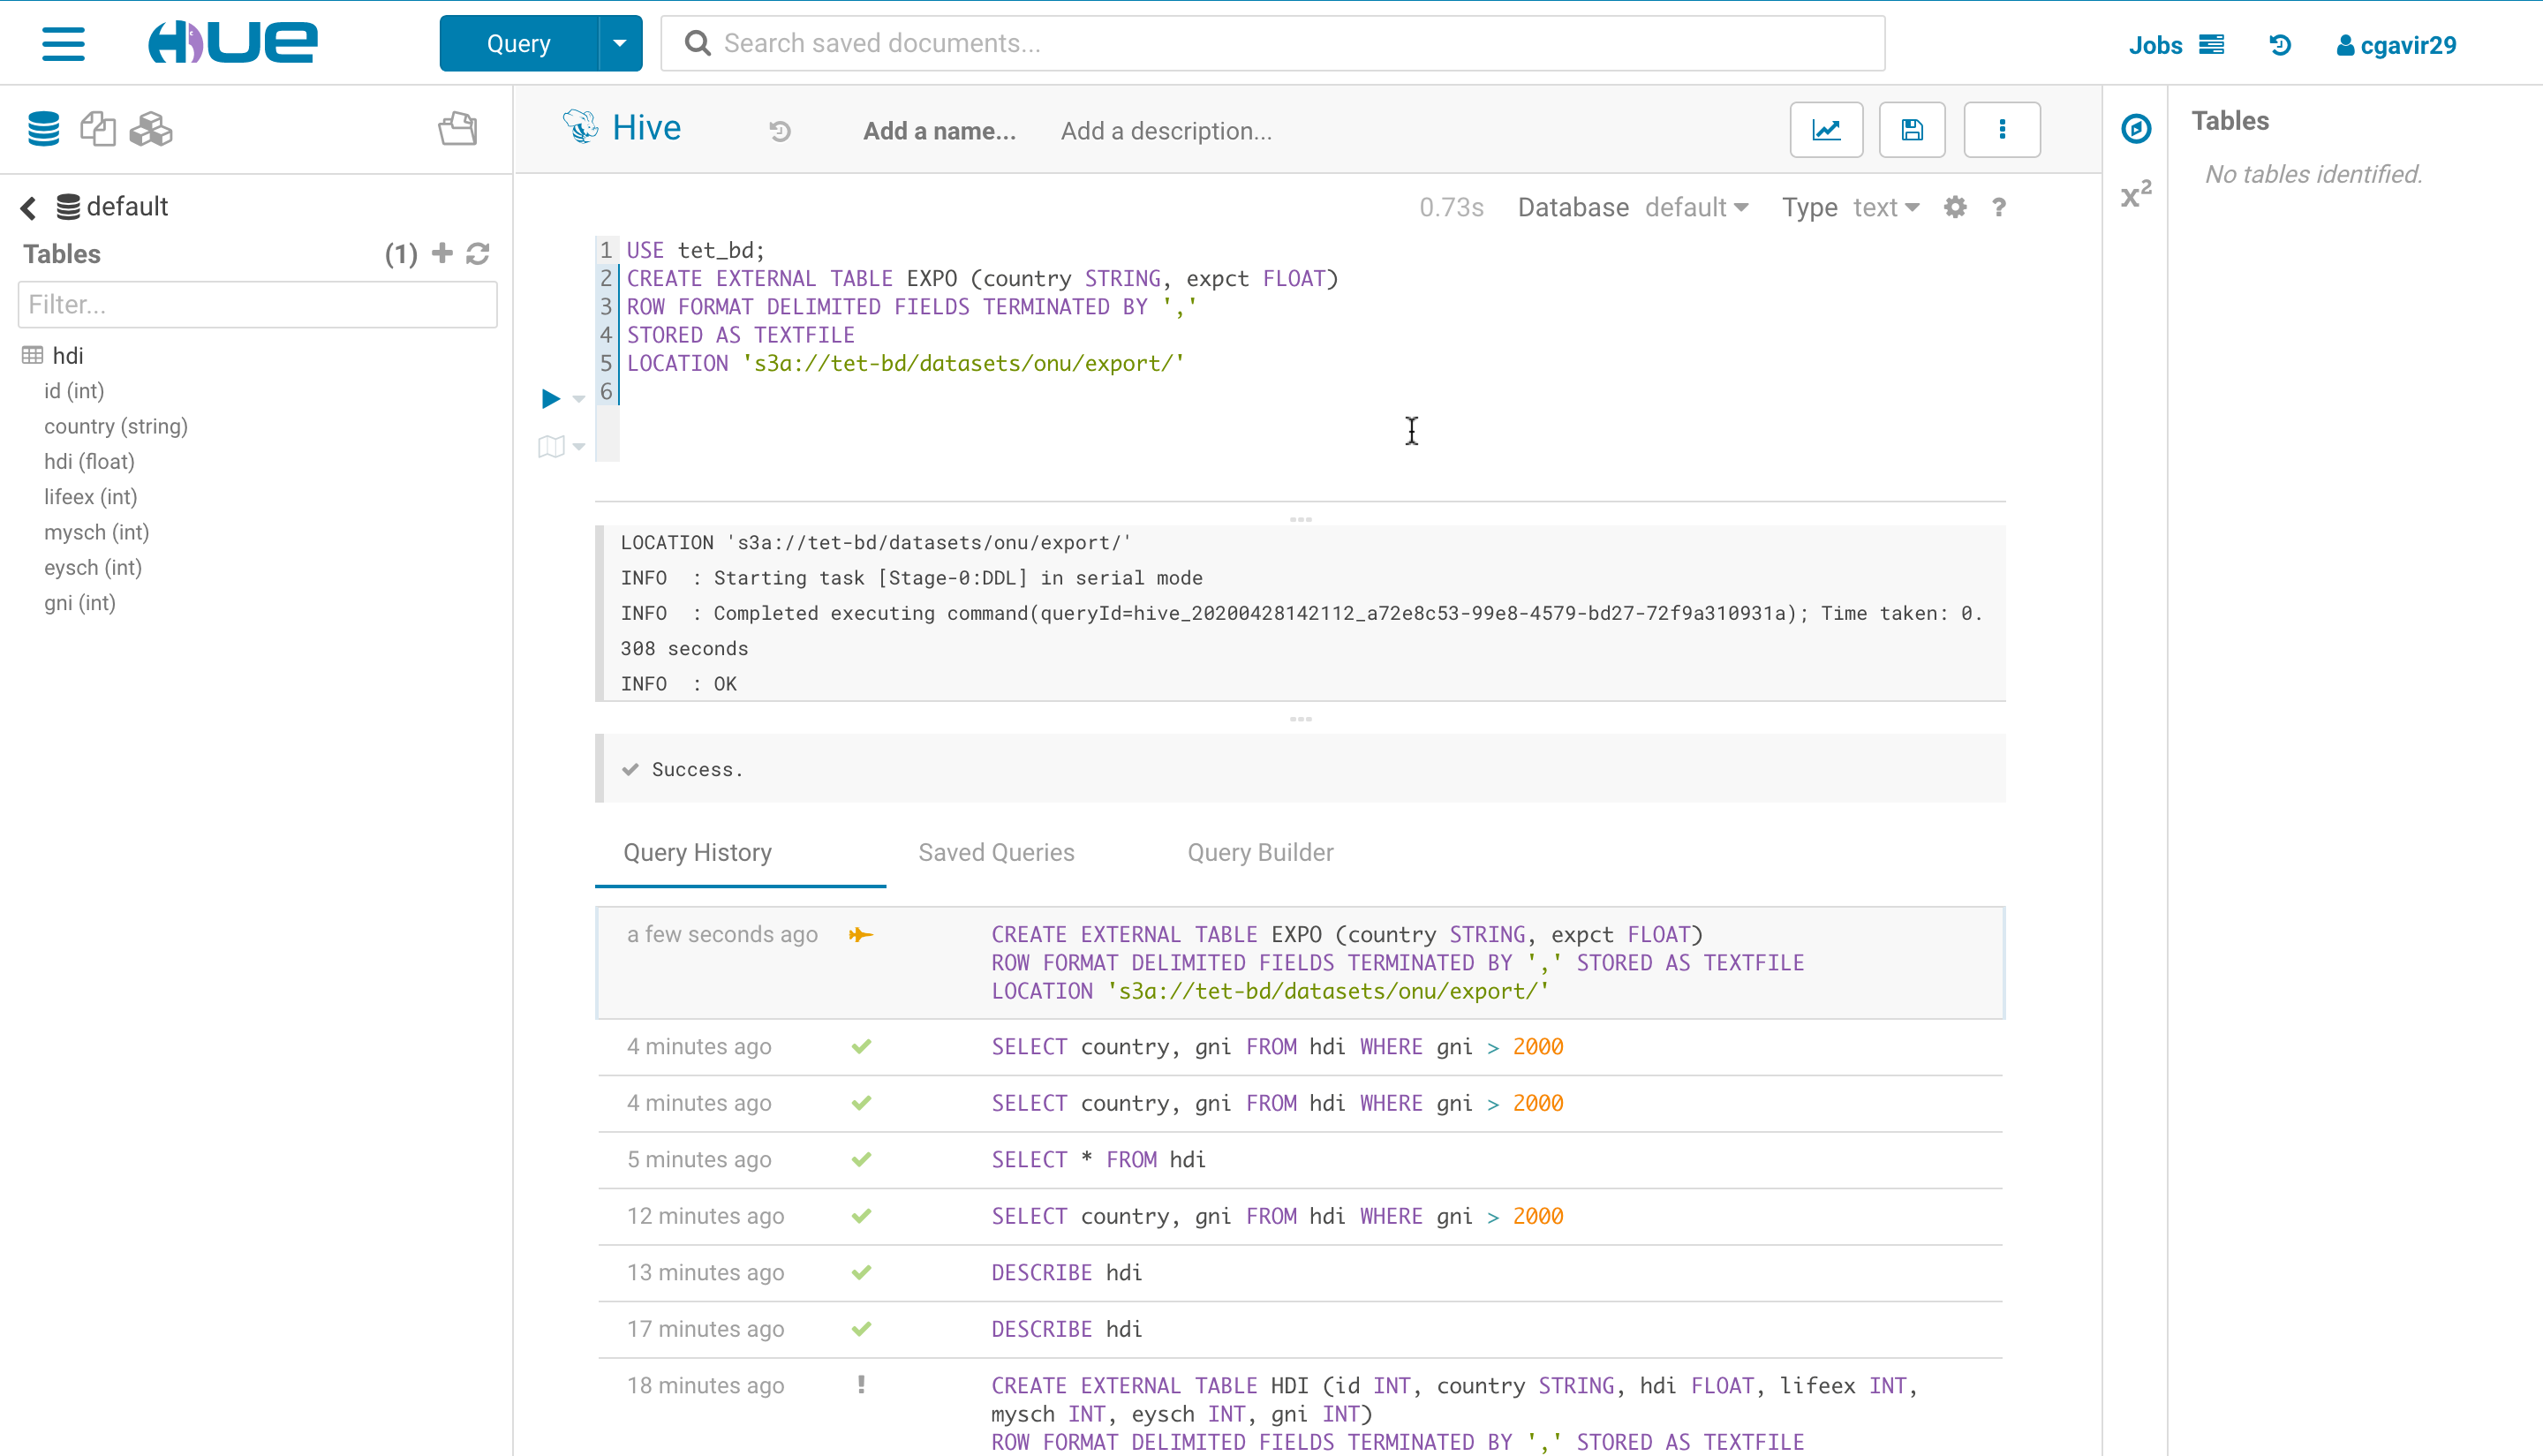 HUE
Query
Search saved documents...
Jobs
cgavir29
default
Tables (1)
Filter...
hdi
id (int)
country (string)
hdi (float)
lifeex (int)
mysch (int)
eysch (int)
gni (int)
Hive
Add a name...
Add a description...
0.73s Database default Type text ?
1 USE tet_bd;
2 CREATE EXTERNAL TABLE EXPO (country STRING, expct FLOAT)
3 ROW FORMAT DELIMITED FIELDS TERMINATED BY ','
4 STORED AS TEXTFILE
5 LOCATION 's3a://tet-bd/datasets/onu/export/'
6
LOCATION 's3a://tet-bd/datasets/onu/export/'
INFO  : Starting task [Stage-0:DDL] in serial mode
INFO  : Completed executing command(queryId=hive_20200428142112_a72e8c53-99e8-4579-bd27-72f9a310931a); Time taken: 0.
308 seconds
INFO  : OK
Success.
Query History Saved Queries Query Builder
a few seconds ago CREATE EXTERNAL TABLE EXPO (country STRING, expct FLOAT)
ROW FORMAT DELIMITED FIELDS TERMINATED BY ',' STORED AS TEXTFILE
LOCATION 's3a://tet-bd/datasets/onu/export/'
4 minutes ago SELECT country, gni FROM hdi WHERE gni > 2000
4 minutes ago SELECT country, gni FROM hdi WHERE gni > 2000
5 minutes ago SELECT * FROM hdi
12 minutes ago SELECT country, gni FROM hdi WHERE gni > 2000
13 minutes ago DESCRIBE hdi
17 minutes ago DESCRIBE hdi
18 minutes ago ! CREATE EXTERNAL TABLE HDI (id INT, country STRING, hdi FLOAT, lifeex INT,
mysch INT, eysch INT, gni INT)
ROW FORMAT DELIMITED FIELDS TERMINATED BY ',' STORED AS TEXTFILE
x²
Tables
No tables identified.